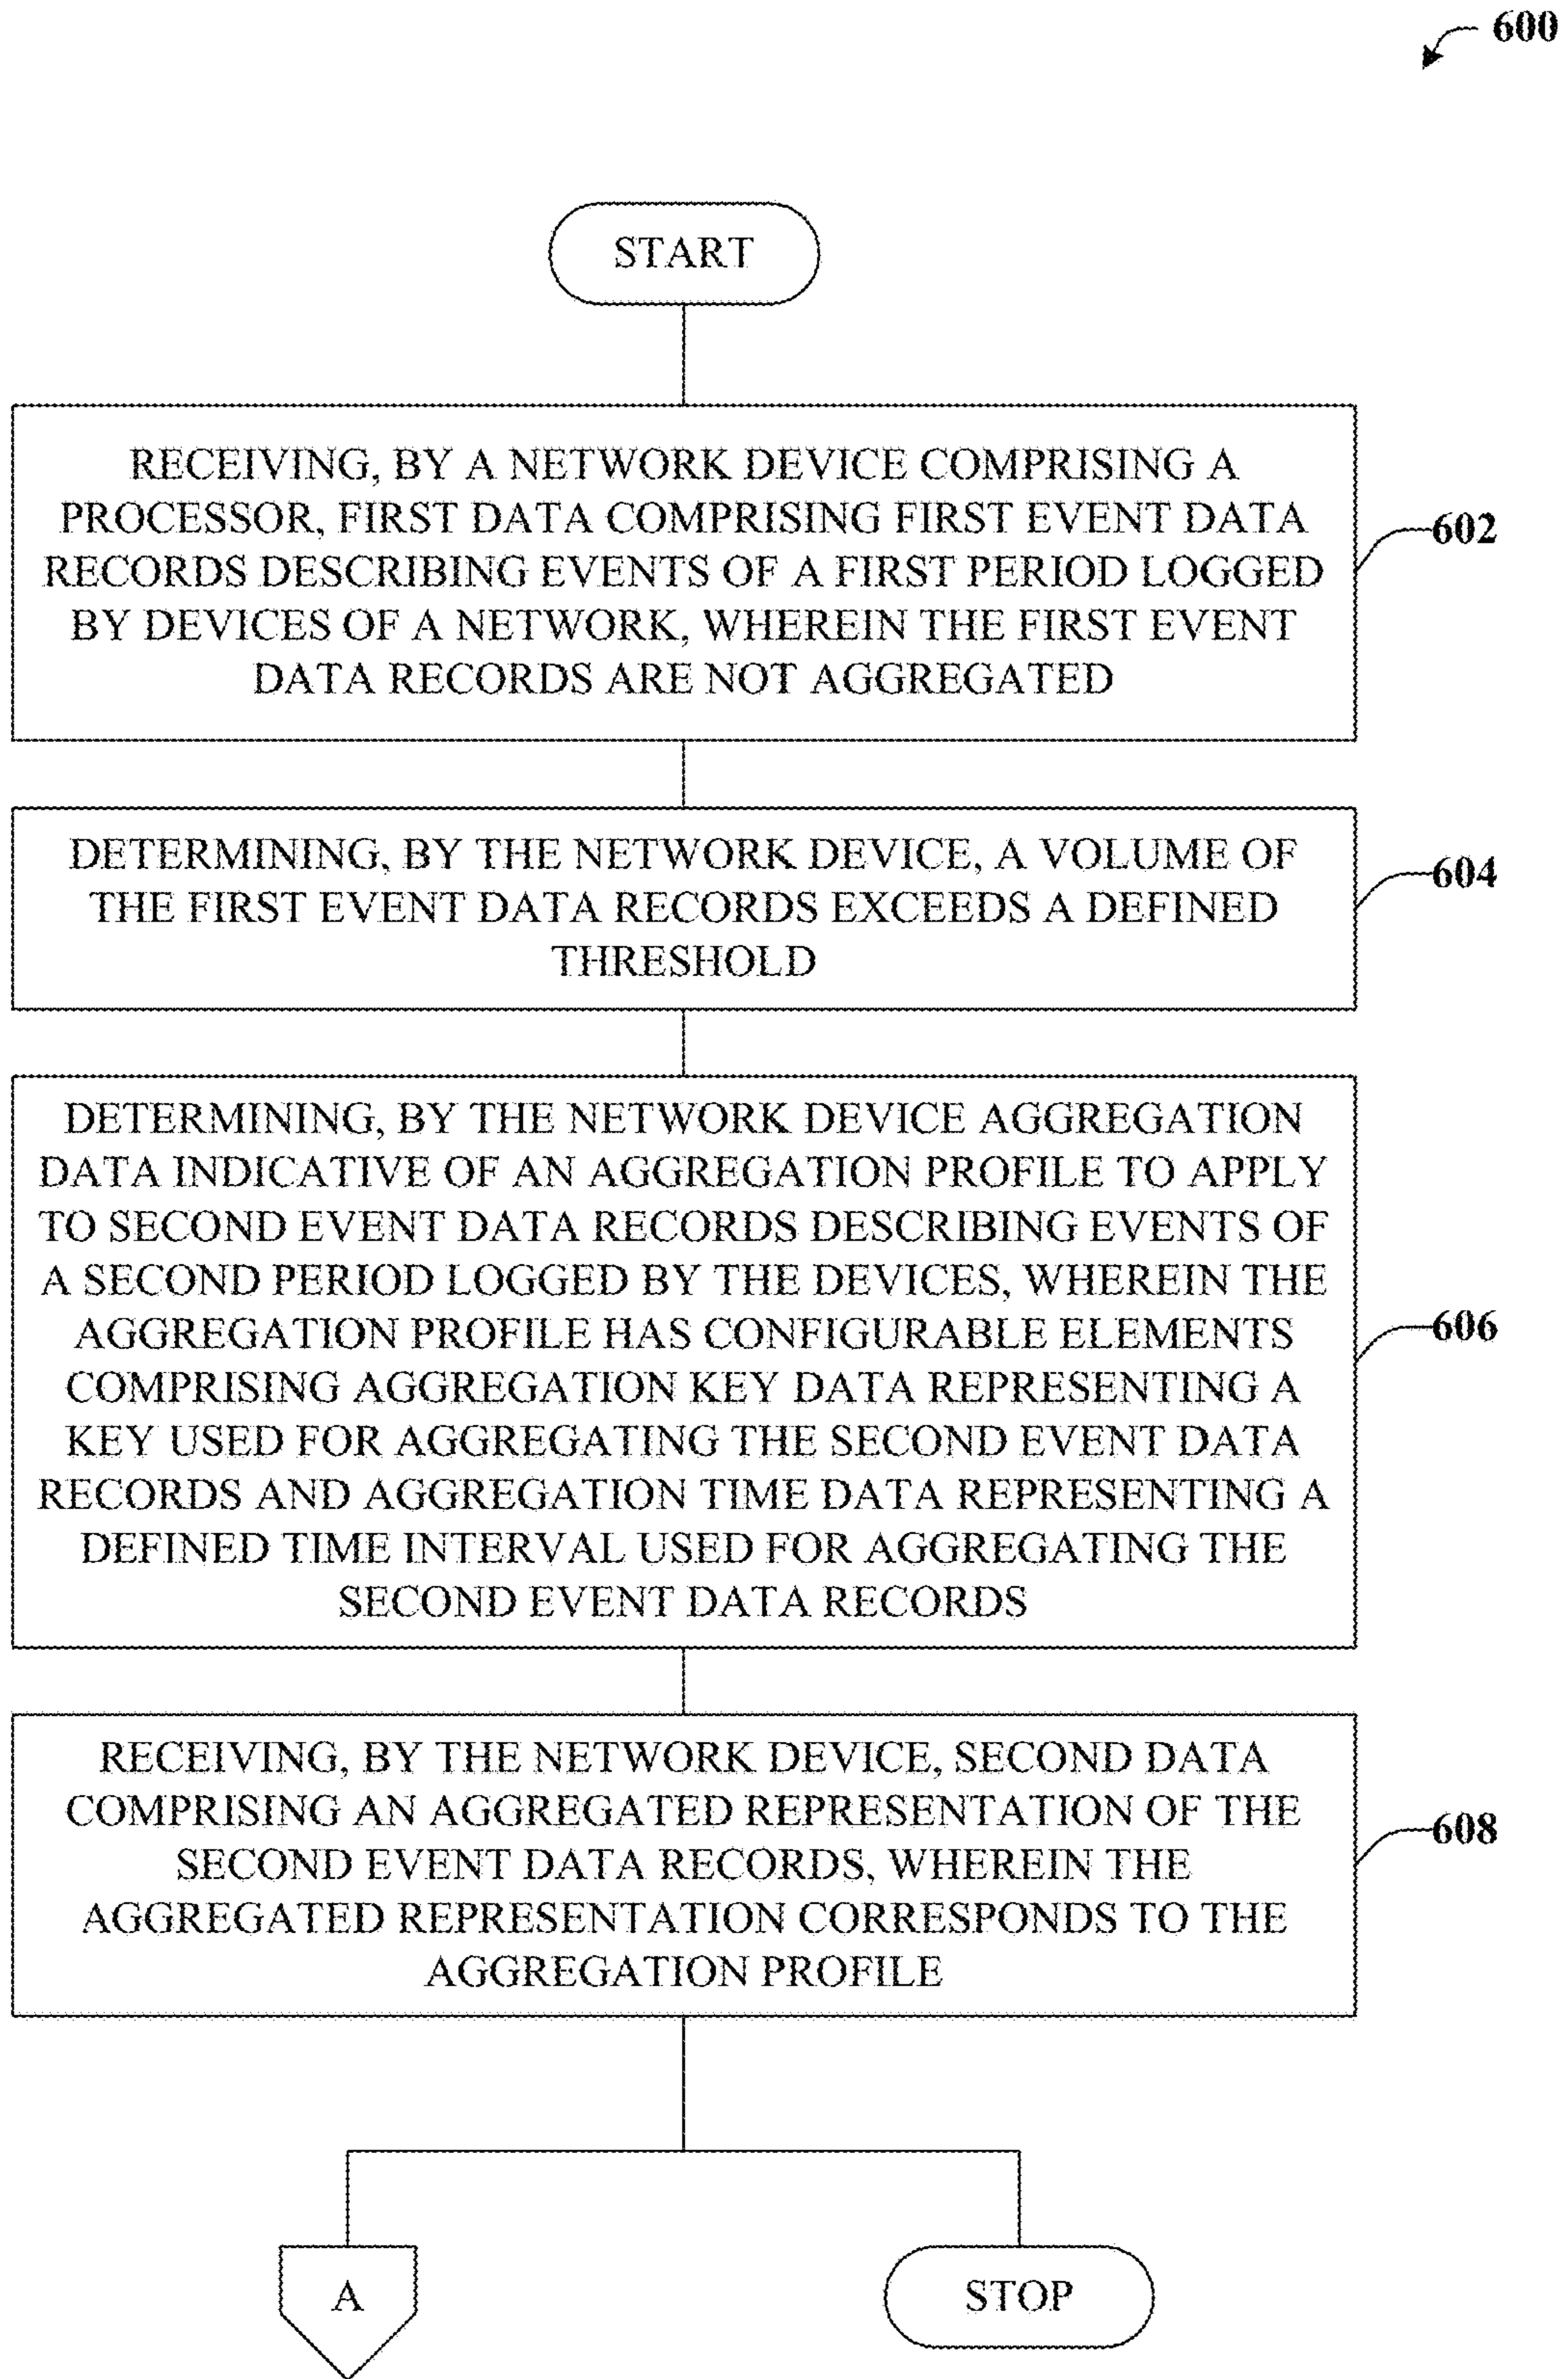 600
START
RECEIVING, BY A NETWORK DEVICE COMPRISING A
PROCESSOR, FIRST DATA COMPRISING FIRST EVENT DATA
RECORDS DESCRIBING EVENTS OF A FIRST PERIOD LOGGED
BY DEVICES OF A NETWORK, WHEREIN THE FIRST EVENT
DATA RECORDS ARE NOT AGGREGATED
602
DETERMINING, BY THE NETWORK DEVICE, A VOLUME OF
THE FIRST EVENT DATA RECORDS EXCEEDS A DEFINED
THRESHOLD
604
DETERMINING, BY THE NETWORK DEVICE AGGREGATION
DATA INDICATIVE OF AN AGGREGATION PROFILE TO APPLY
TO SECOND EVENT DATA RECORDS DESCRIBING EVENTS OF
A SECOND PERIOD LOGGED BY THE DEVICES, WHEREIN THE
AGGREGATION PROFILE HAS CONFIGURABLE ELEMENTS
COMPRISING AGGREGATION KEY DATA REPRESENTING A
KEY USED FOR AGGREGATING THE SECOND EVENT DATA
RECORDS AND AGGREGATION TIME DATA REPRESENTING A
DEFINED TIME INTERVAL USED FOR AGGREGATING THE
SECOND EVENT DATA RECORDS
606
RECEIVING, BY THE NETWORK DEVICE, SECOND DATA
COMPRISING AN AGGREGATED REPRESENTATION OF THE
SECOND EVENT DATA RECORDS, WHEREIN THE
AGGREGATED REPRESENTATION CORRESPONDS TO THE
AGGREGATION PROFILE
608
A
STOP